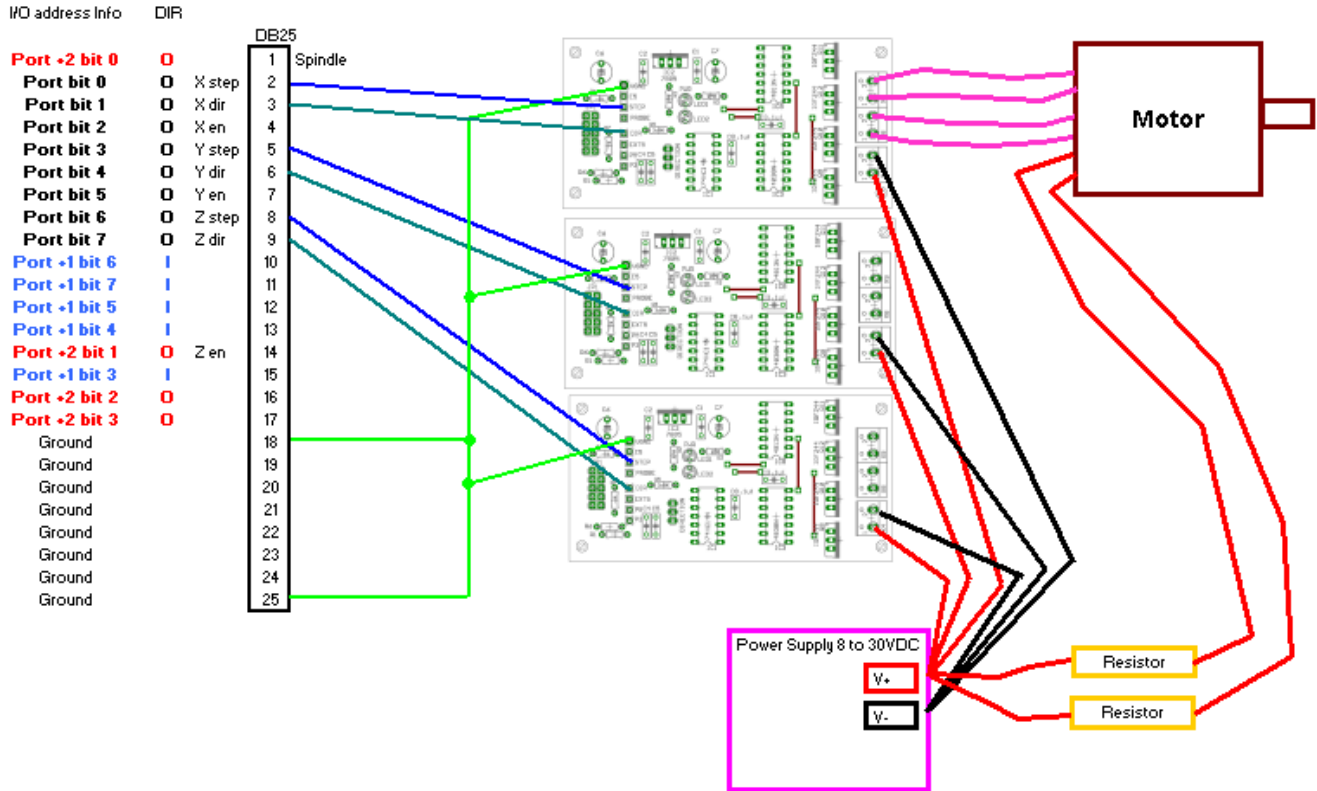 I/O address Info DIR
DB25
Port +2 bit 0 O 1 Spindle
Port bit 0 O X step 2
Port bit 1 O X dir 3
Port bit 2 O X en 4
Port bit 3 O Y step 5
Port bit 4 O Y dir 6
Port bit 5 O Y en 7
Port bit 6 O Z step 8
Port bit 7 O Z dir 9
Port +1 bit 6 I 10
Port +1 bit 7 I 11
Port +1 bit 5 I 12
Port +1 bit 4 I 13
Port +2 bit 1 O Z en 14
Port +1 bit 3 I 15
Port +2 bit 2 O 16
Port +2 bit 3 O 17
Ground 18
Ground 19
Ground 20
Ground 21
Ground 22
Ground 23
Ground 24
Ground 25
Motor
Power Supply 8 to 30VDC
V+
V-
Resistor
Resistor